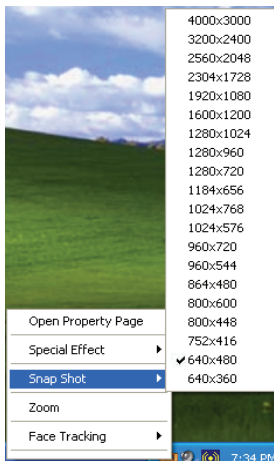 4000x3000
3200x2400
2560x2048
2304x1728
1920x1080
1600x1200
1280x1024
1280x960
1280x720
1184x656
1024x768
1024x576
960x720
960x544
864x480
800x600
800x448
752x416
✔640x480
640x360
Open Property Page
Special Effect
Snap Shot
Zoom
Face Tracking
7:34 PM